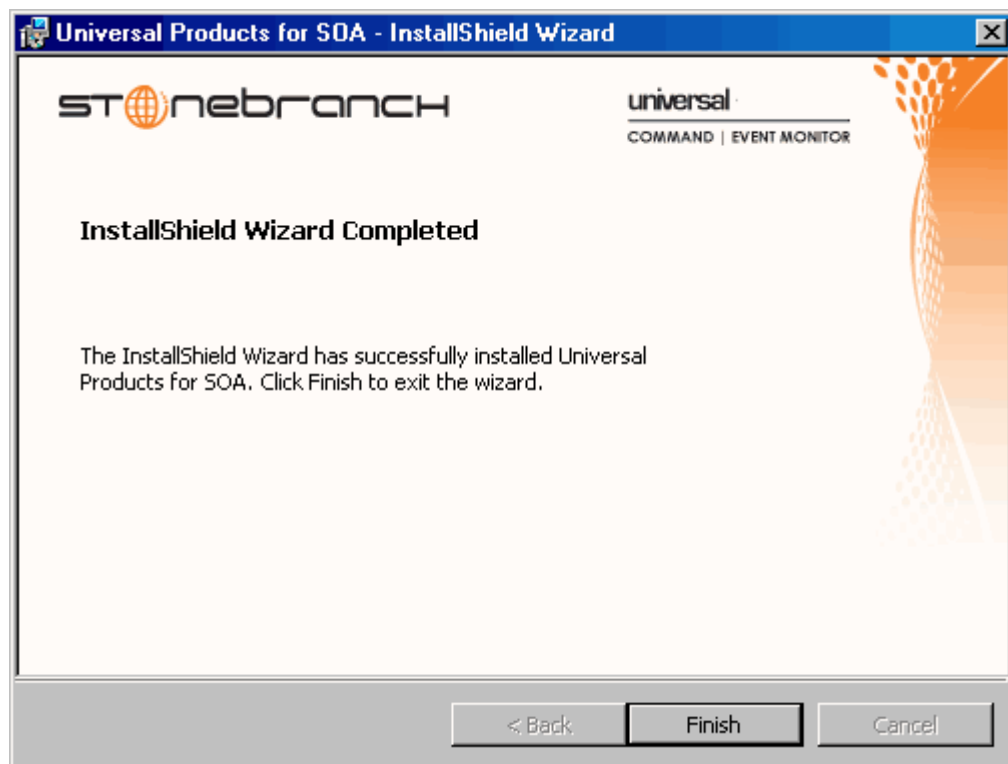 Universal Products for SOA - InstallShield Wizard
stonebranch
universal
COMMAND | EVENT MONITOR
InstallShield Wizard Completed
The InstallShield Wizard has successfully installed Universal
Products for SOA. Click Finish to exit the wizard.
< Back
Finish
Cancel